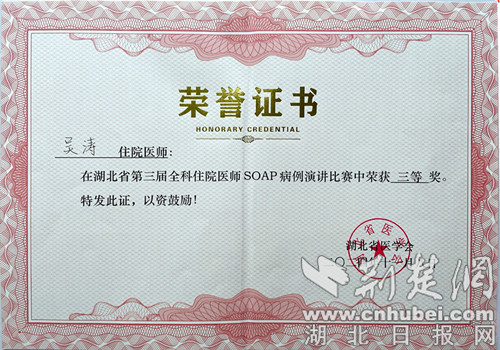 荣誉证书
HONORARY CREDENTIAL
吴涛 住院医师:
在湖北省第三届全科住院医师SOAP病例演讲比赛中荣获 三等 奖。
特发此证,以资鼓励!
湖北省医学会
荆楚网
www.cnhubei.com
湖北日报网